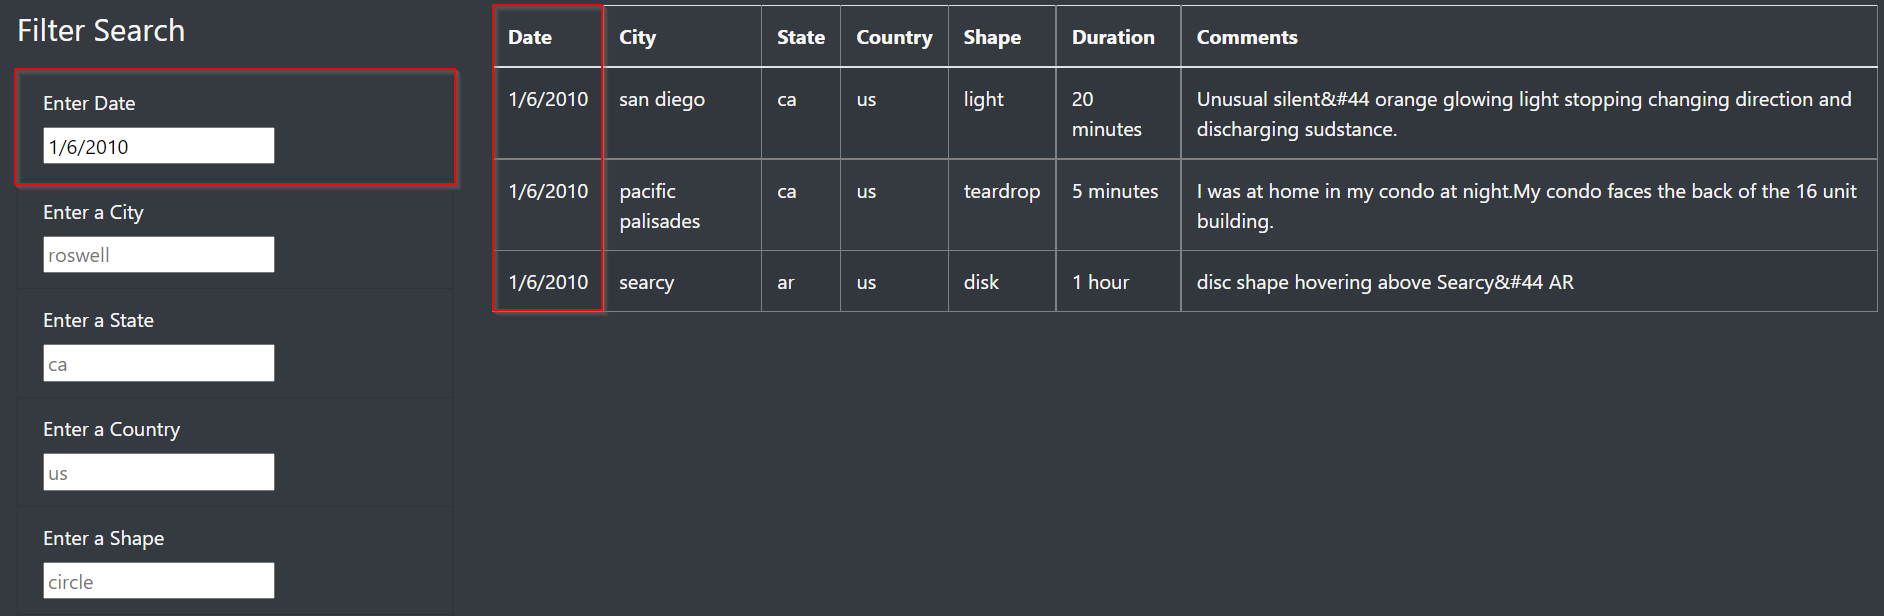 Filter Search
Enter Date
1/6/2010
Enter a City
roswell
Enter a State
ca
Enter a Country
us
Enter a Shape
circle
Date City State Country Shape Duration Comments
1/6/2010 san diego ca us light 20 minutes Unusual silent&#44 orange glowing light stopping changing direction and
discharging sudstance.
1/6/2010 pacific palisades ca us teardrop 5 minutes I was at home in my condo at night.My condo faces the back of the 16 unit
building.
1/6/2010 searcy ar us disk 1 hour disc shape hovering above Searcy&#44 AR